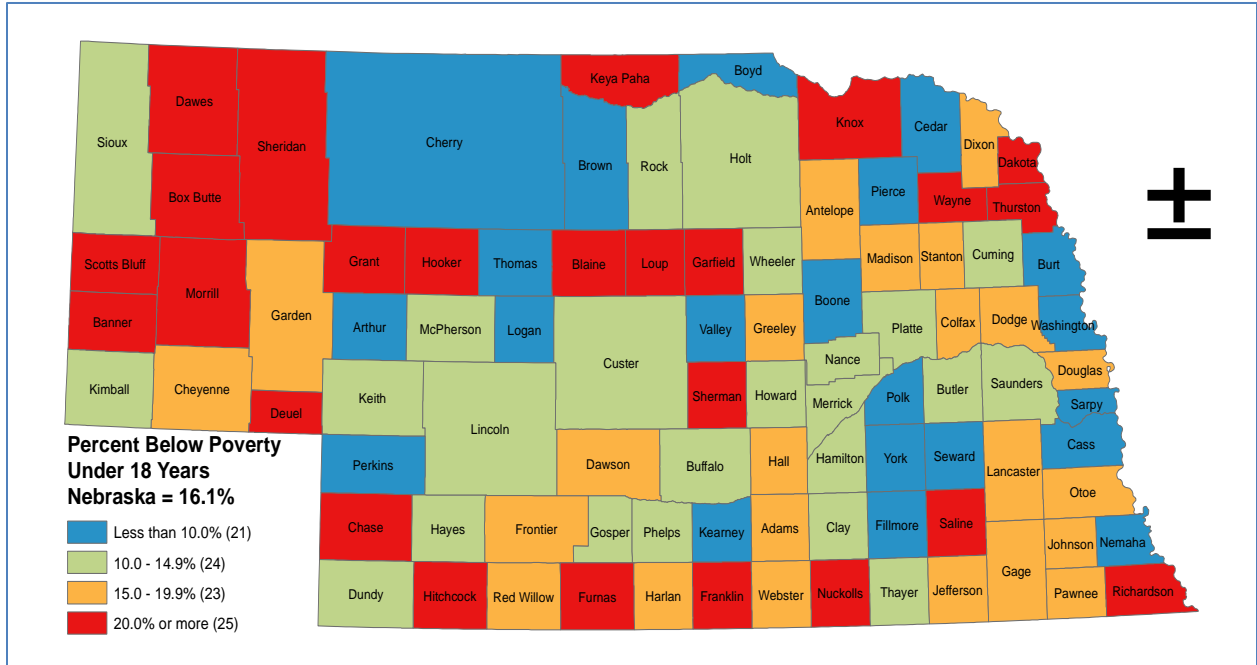 Keya Paha
Boyd
Dawes
Sioux
Sheridan
Cherry
Knox
Cedar
Dixon
Brown
Rock
Holt
Dakota
Box Butte
Pierce
Wayne
Thurston
Antelope
Scotts Bluff
Grant
Hooker
Thomas
Blaine
Loup
Garfield
Wheeler
Madison
Stanton
Cuming
Burt
Morrill
Banner
Garden
Arthur
McPherson
Logan
Valley
Greeley
Boone
Platte
Colfax
Dodge
Washington
Custer
Nance
Kimball
Cheyenne
Keith
Sherman
Howard
Merrick
Polk
Butler
Saunders
Douglas
Sarpy
Deuel
Lincoln
Perkins
Dawson
Buffalo
Hall
Hamilton
York
Seward
Lancaster
Cass
Otoe
Chase
Hayes
Frontier
Gosper
Phelps
Kearney
Adams
Clay
Fillmore
Saline
Johnson
Nemaha
Gage
Dundy
Hitchcock
Red Willow
Furnas
Harlan
Franklin
Webster
Nuckolls
Thayer
Jefferson
Pawnee
Richardson
±
Percent Below Poverty
Under 18 Years
Nebraska = 16.1%
Less than 10.0% (21)
10.0 - 14.9% (24)
15.0 - 19.9% (23)
20.0% or more (25)